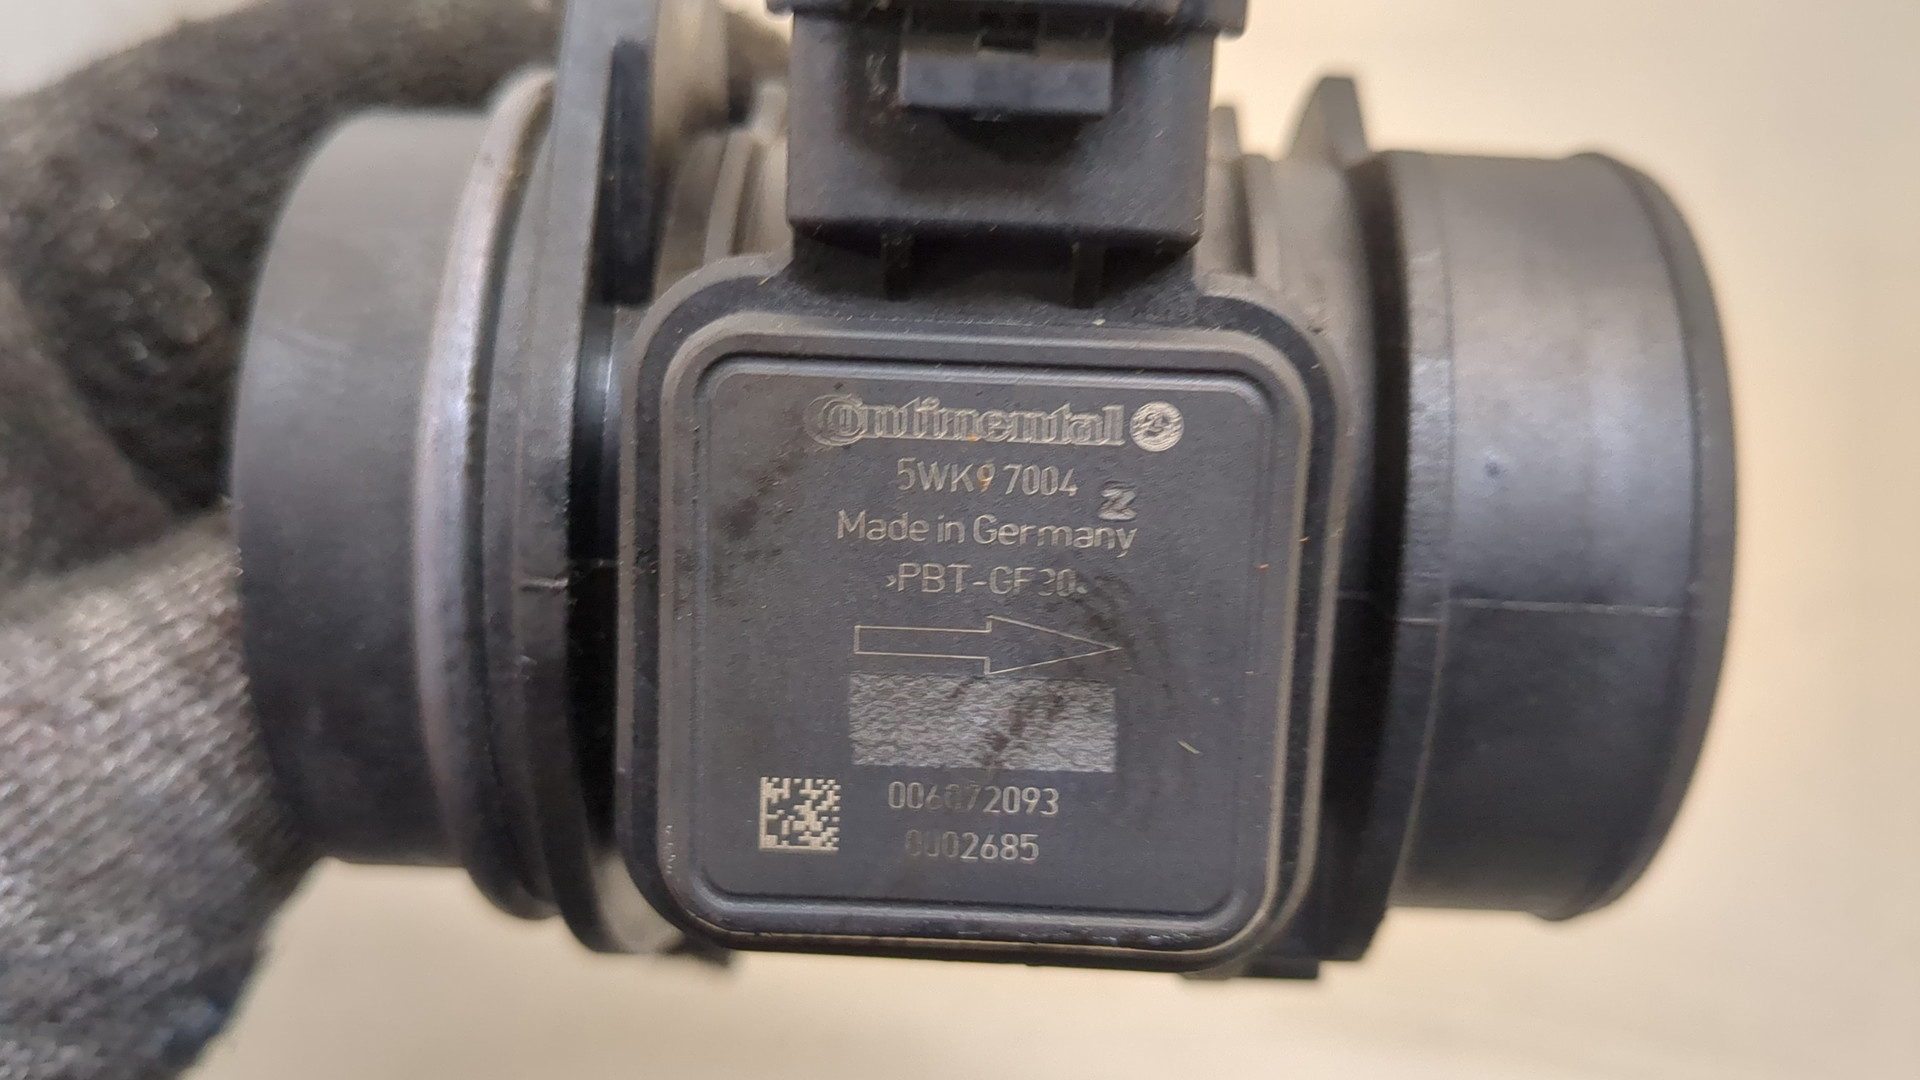 Continental
5WK9 7004 Z
Made in Germany
>PBT-GF30<
006072093
0002685